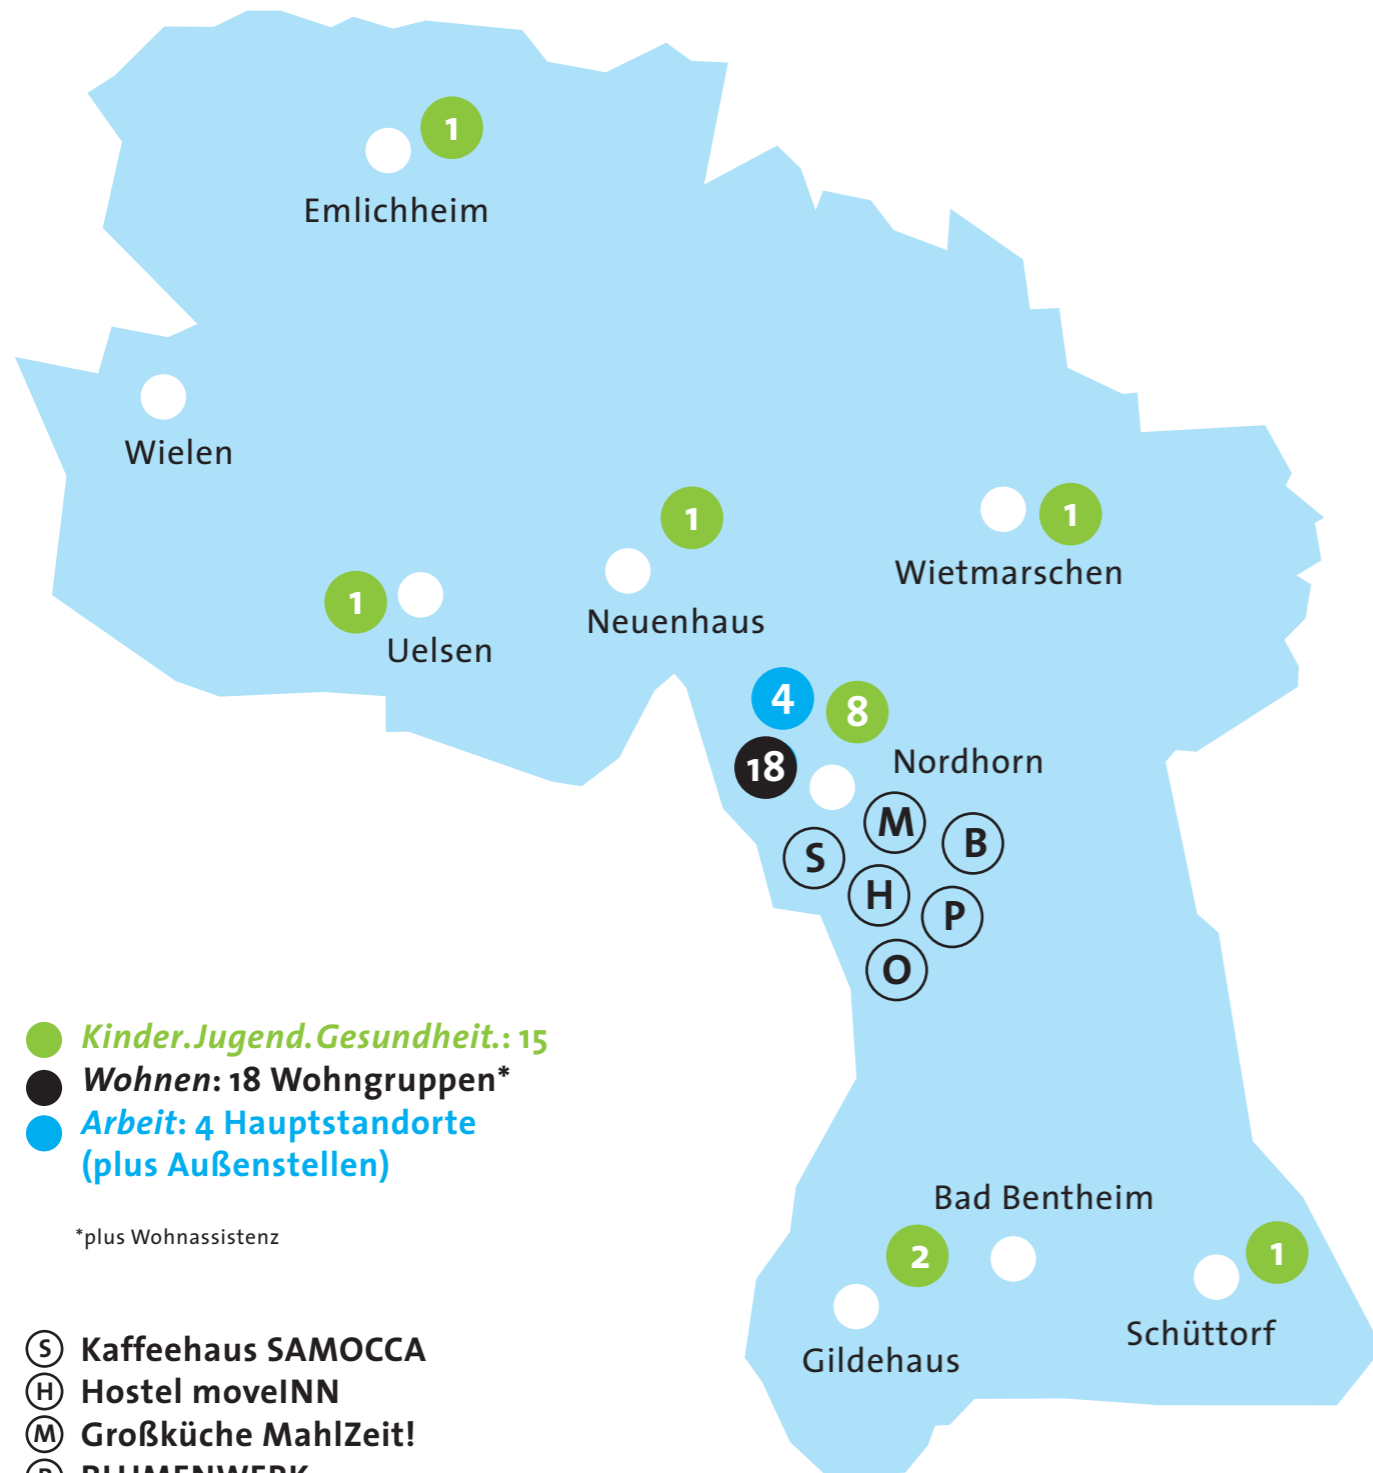 1
Emlichheim
Wielen
1
1
Wietmarschen
Neuenhaus
1
Uelsen
4
8
18
Nordhorn
M
B
S
H
P
O
Kinder.Jugend.Gesundheit.: 15
Wohnen: 18 Wohngruppen*
Arbeit: 4 Hauptstandorte
(plus Außenstellen)
*plus Wohnassistenz
Bad Bentheim
2
1
Schüttorf
Gildehaus
S Kaffeehaus SAMOCCA
H Hostel moveINN
M Großküche MahlZeit!
B BLUMENWERK